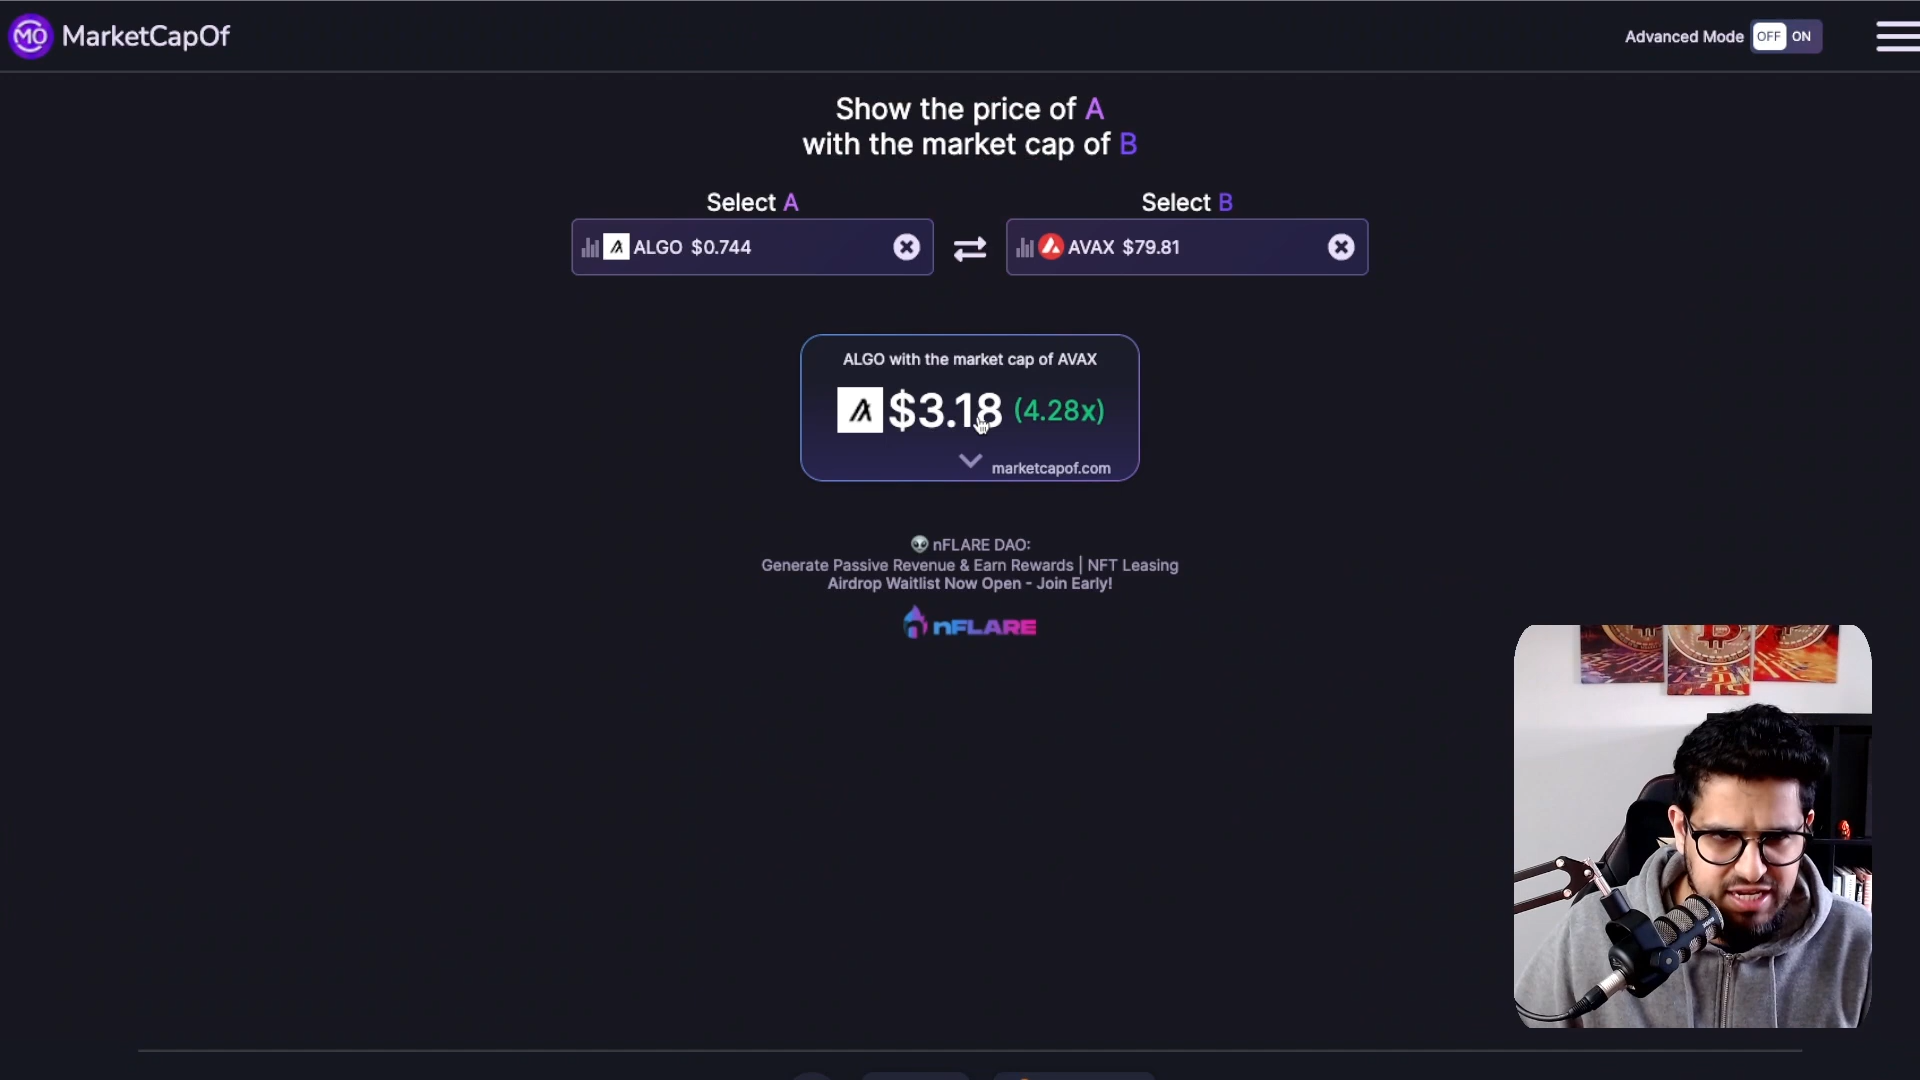 MO MarketCapOf
Advanced Mode OFF ON
Show the price of A
with the market cap of B
Select A
Select B
ALGO $0.744
AVAX $79.81
ALGO with the market cap of AVAX
$3.18 (4.28x)
marketcapof.com
nFLARE DAO:
Generate Passive Revenue & Earn Rewards | NFT Leasing
Airdrop Waitlist Now Open - Join Early!
nFLARE